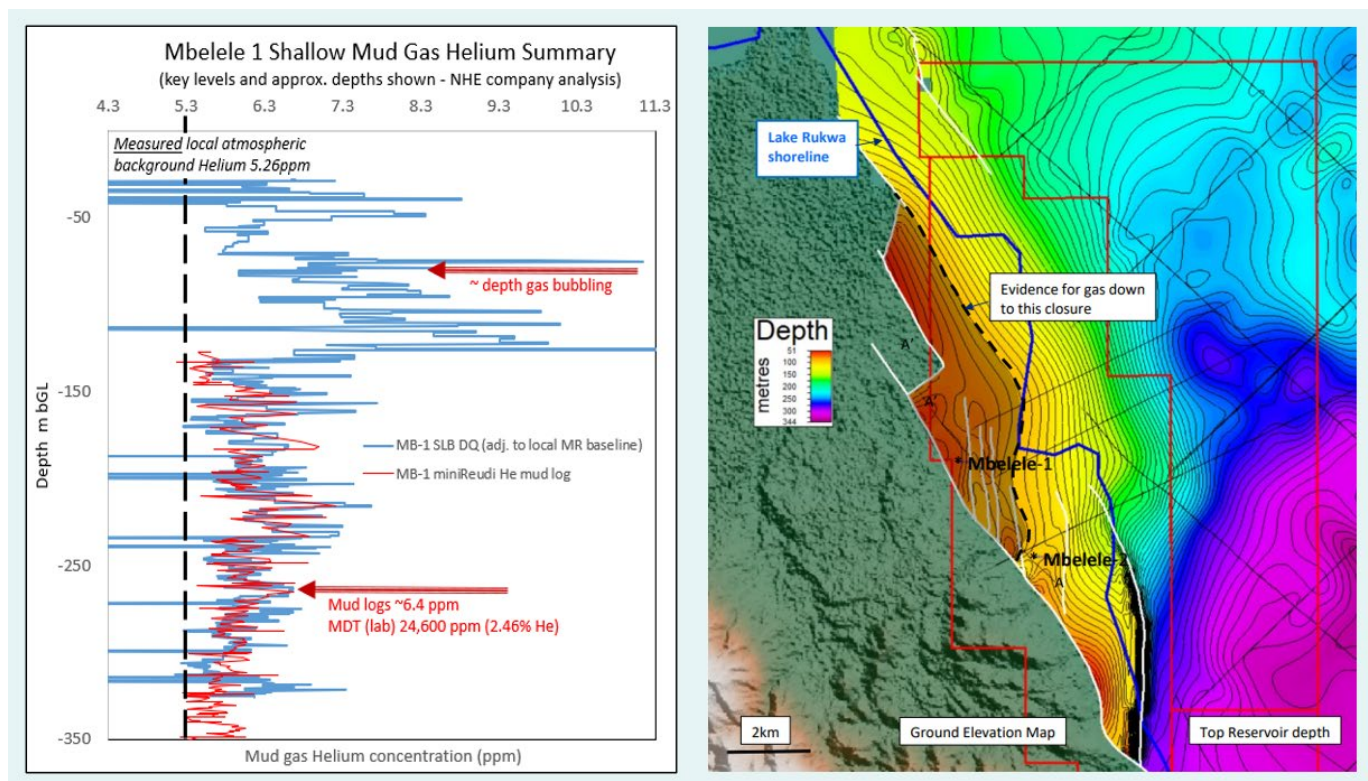 Mbelele 1 Shallow Mud Gas Helium Summary
(key levels and approx. depths shown - NHE company analysis)
4.3 5.3 6.3 7.3 8.3 9.3 10.3 11.3
Measured local atmospheric
background Helium 5.26ppm
-50
~ depth gas bubbling
-150
MB-1 SLB DQ (adj. to local MR baseline)
MB-1 miniReudi He mud log
Depth m bGL
-250
Mud logs ~6.4 ppm
MDT (lab) 24,600 ppm (2.46% He)
-350
Mud gas Helium concentration (ppm)
Lake Rukwa
shoreline
Evidence for gas down
to this closure
Depth
metres
51
100
150
200
250
300
344
A'
A'
* Mbelele-1
* Mbelele-2
A
2km
Ground Elevation Map
Top Reservoir depth